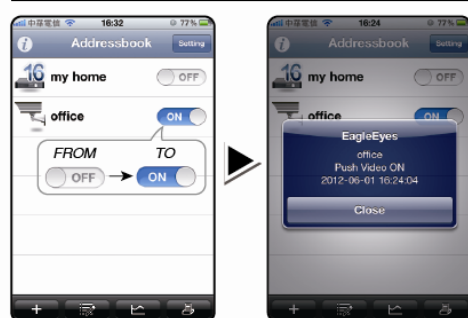 中華電信 16:32 77%
Addressbook Setting
16 my home OFF
office ON
FROM TO
OFF ON
中華電信 16:24 77%
Addressbook Setting
16 my home OFF
office ON
EagleEyes
office
Push Video ON
2012-06-01 16:24:04
Close